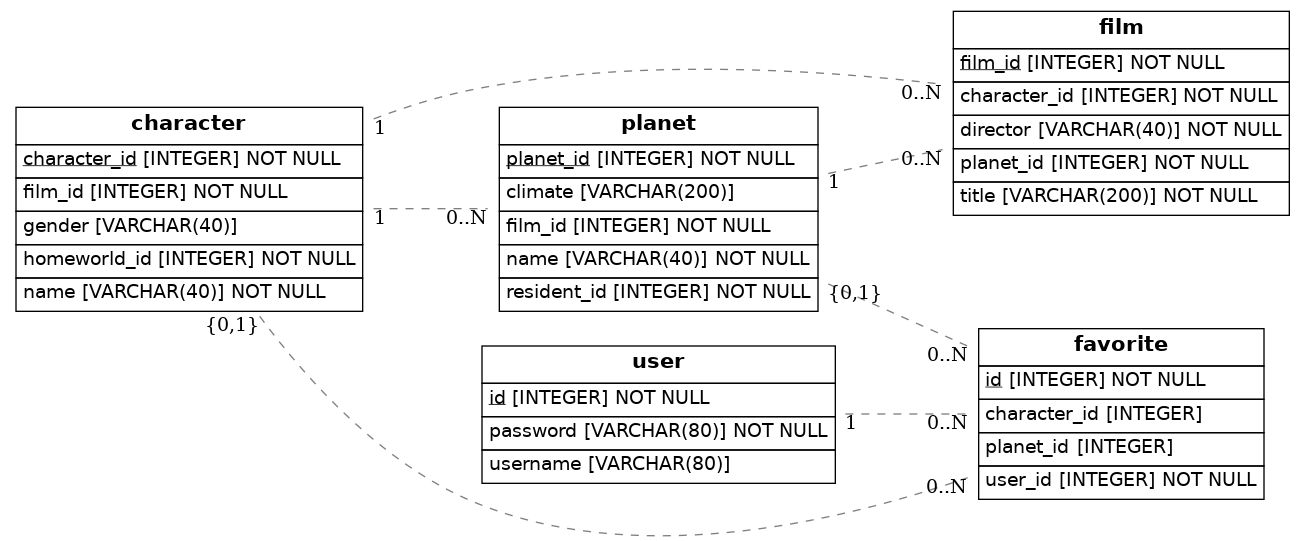 film
film_id [INTEGER] NOT NULL
character_id [INTEGER] NOT NULL
director [VARCHAR(40)] NOT NULL
planet_id [INTEGER] NOT NULL
title [VARCHAR(200)] NOT NULL
character
character_id [INTEGER] NOT NULL
film_id [INTEGER] NOT NULL
gender [VARCHAR(40)]
homeworld_id [INTEGER] NOT NULL
name [VARCHAR(40)] NOT NULL
planet
planet_id [INTEGER] NOT NULL
climate [VARCHAR(200)]
film_id [INTEGER] NOT NULL
name [VARCHAR(40)] NOT NULL
resident_id [INTEGER] NOT NULL
user
id [INTEGER] NOT NULL
password [VARCHAR(80)] NOT NULL
username [VARCHAR(80)]
favorite
id [INTEGER] NOT NULL
character_id [INTEGER]
planet_id [INTEGER]
user_id [INTEGER] NOT NULL
1
0..N
1
0..N
1
0..N
{0,1}
0..N
1
0..N
{0,1}
0..N